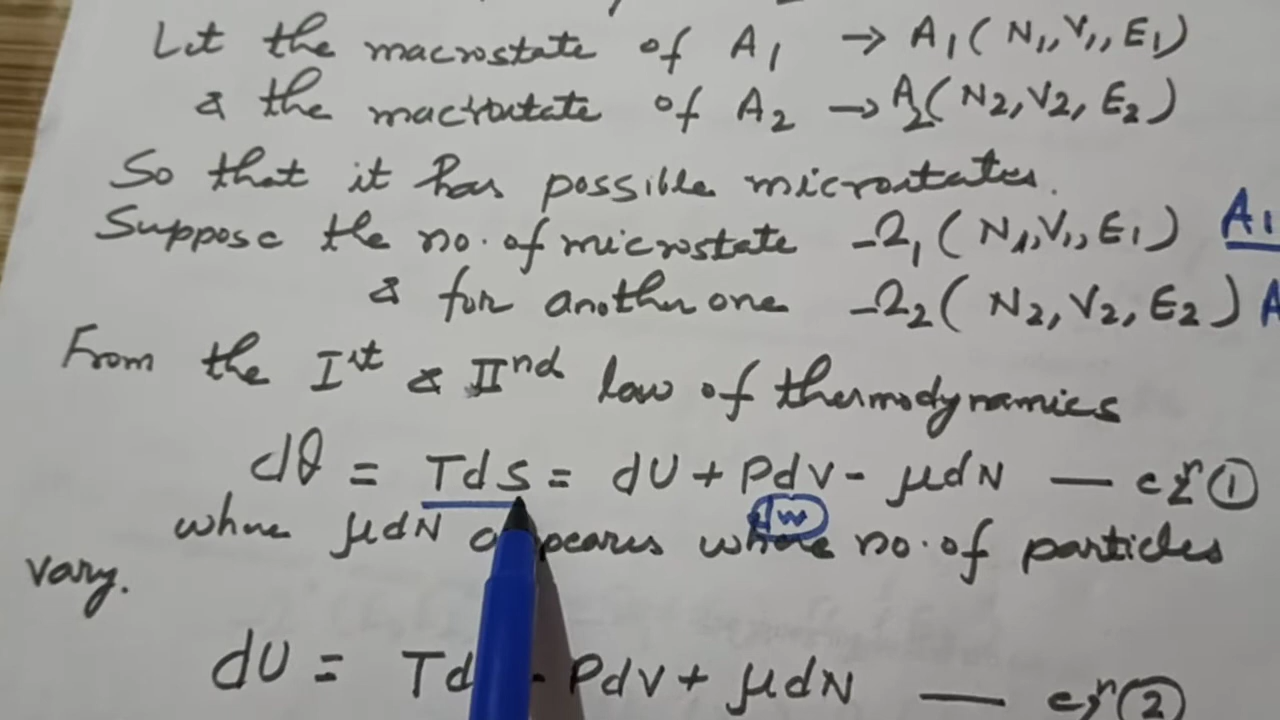 Let the macrostate of A₁ → A₁(N₁,V₁,E₁)
& the macrostate of A₂ → A₂(N₂,V₂,E₂)
So that it has possible microstates.
Suppose the no. of microstate Ω₁(N₁,V₁,E₁) A₁
& for another one Ω₂(N₂,V₂,E₂) A
From the Iˢᵗ & IIⁿᵈ law of thermodynamics
dQ = TdS = dU + PdV - μdN — eqⁿ ①
dw
where μdN appears where no. of particles
vary.
dU = Td - PdV + μdN — eqⁿ ②